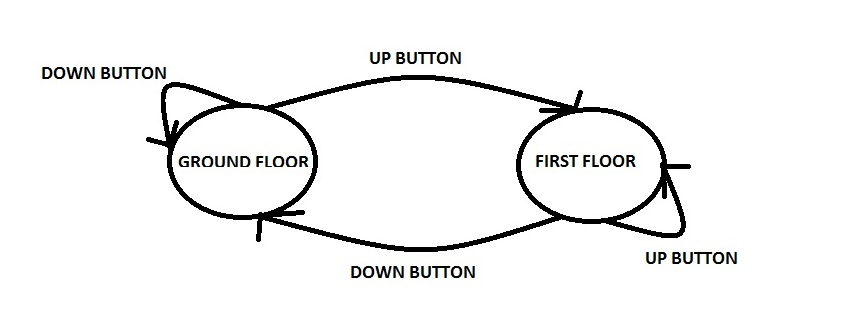 UP BUTTON
DOWN BUTTON
GROUND FLOOR
FIRST FLOOR
UP BUTTON
DOWN BUTTON